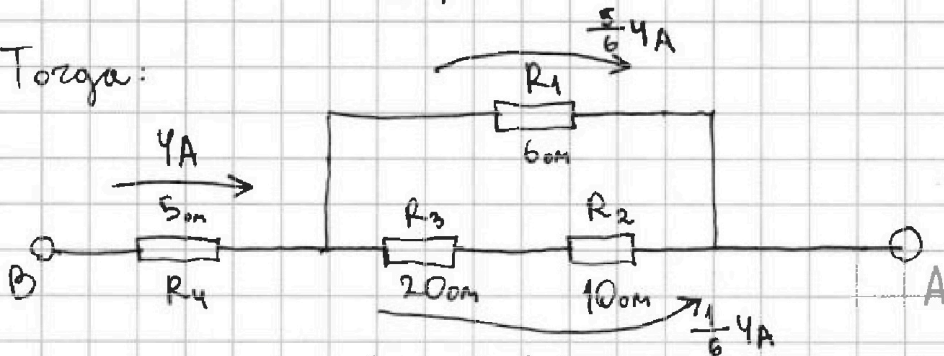 5/6 4A
Тогда:
R1
6ом
4A
5ом
R3
R2
B
R4
20ом
10ом
A
1/6 4A